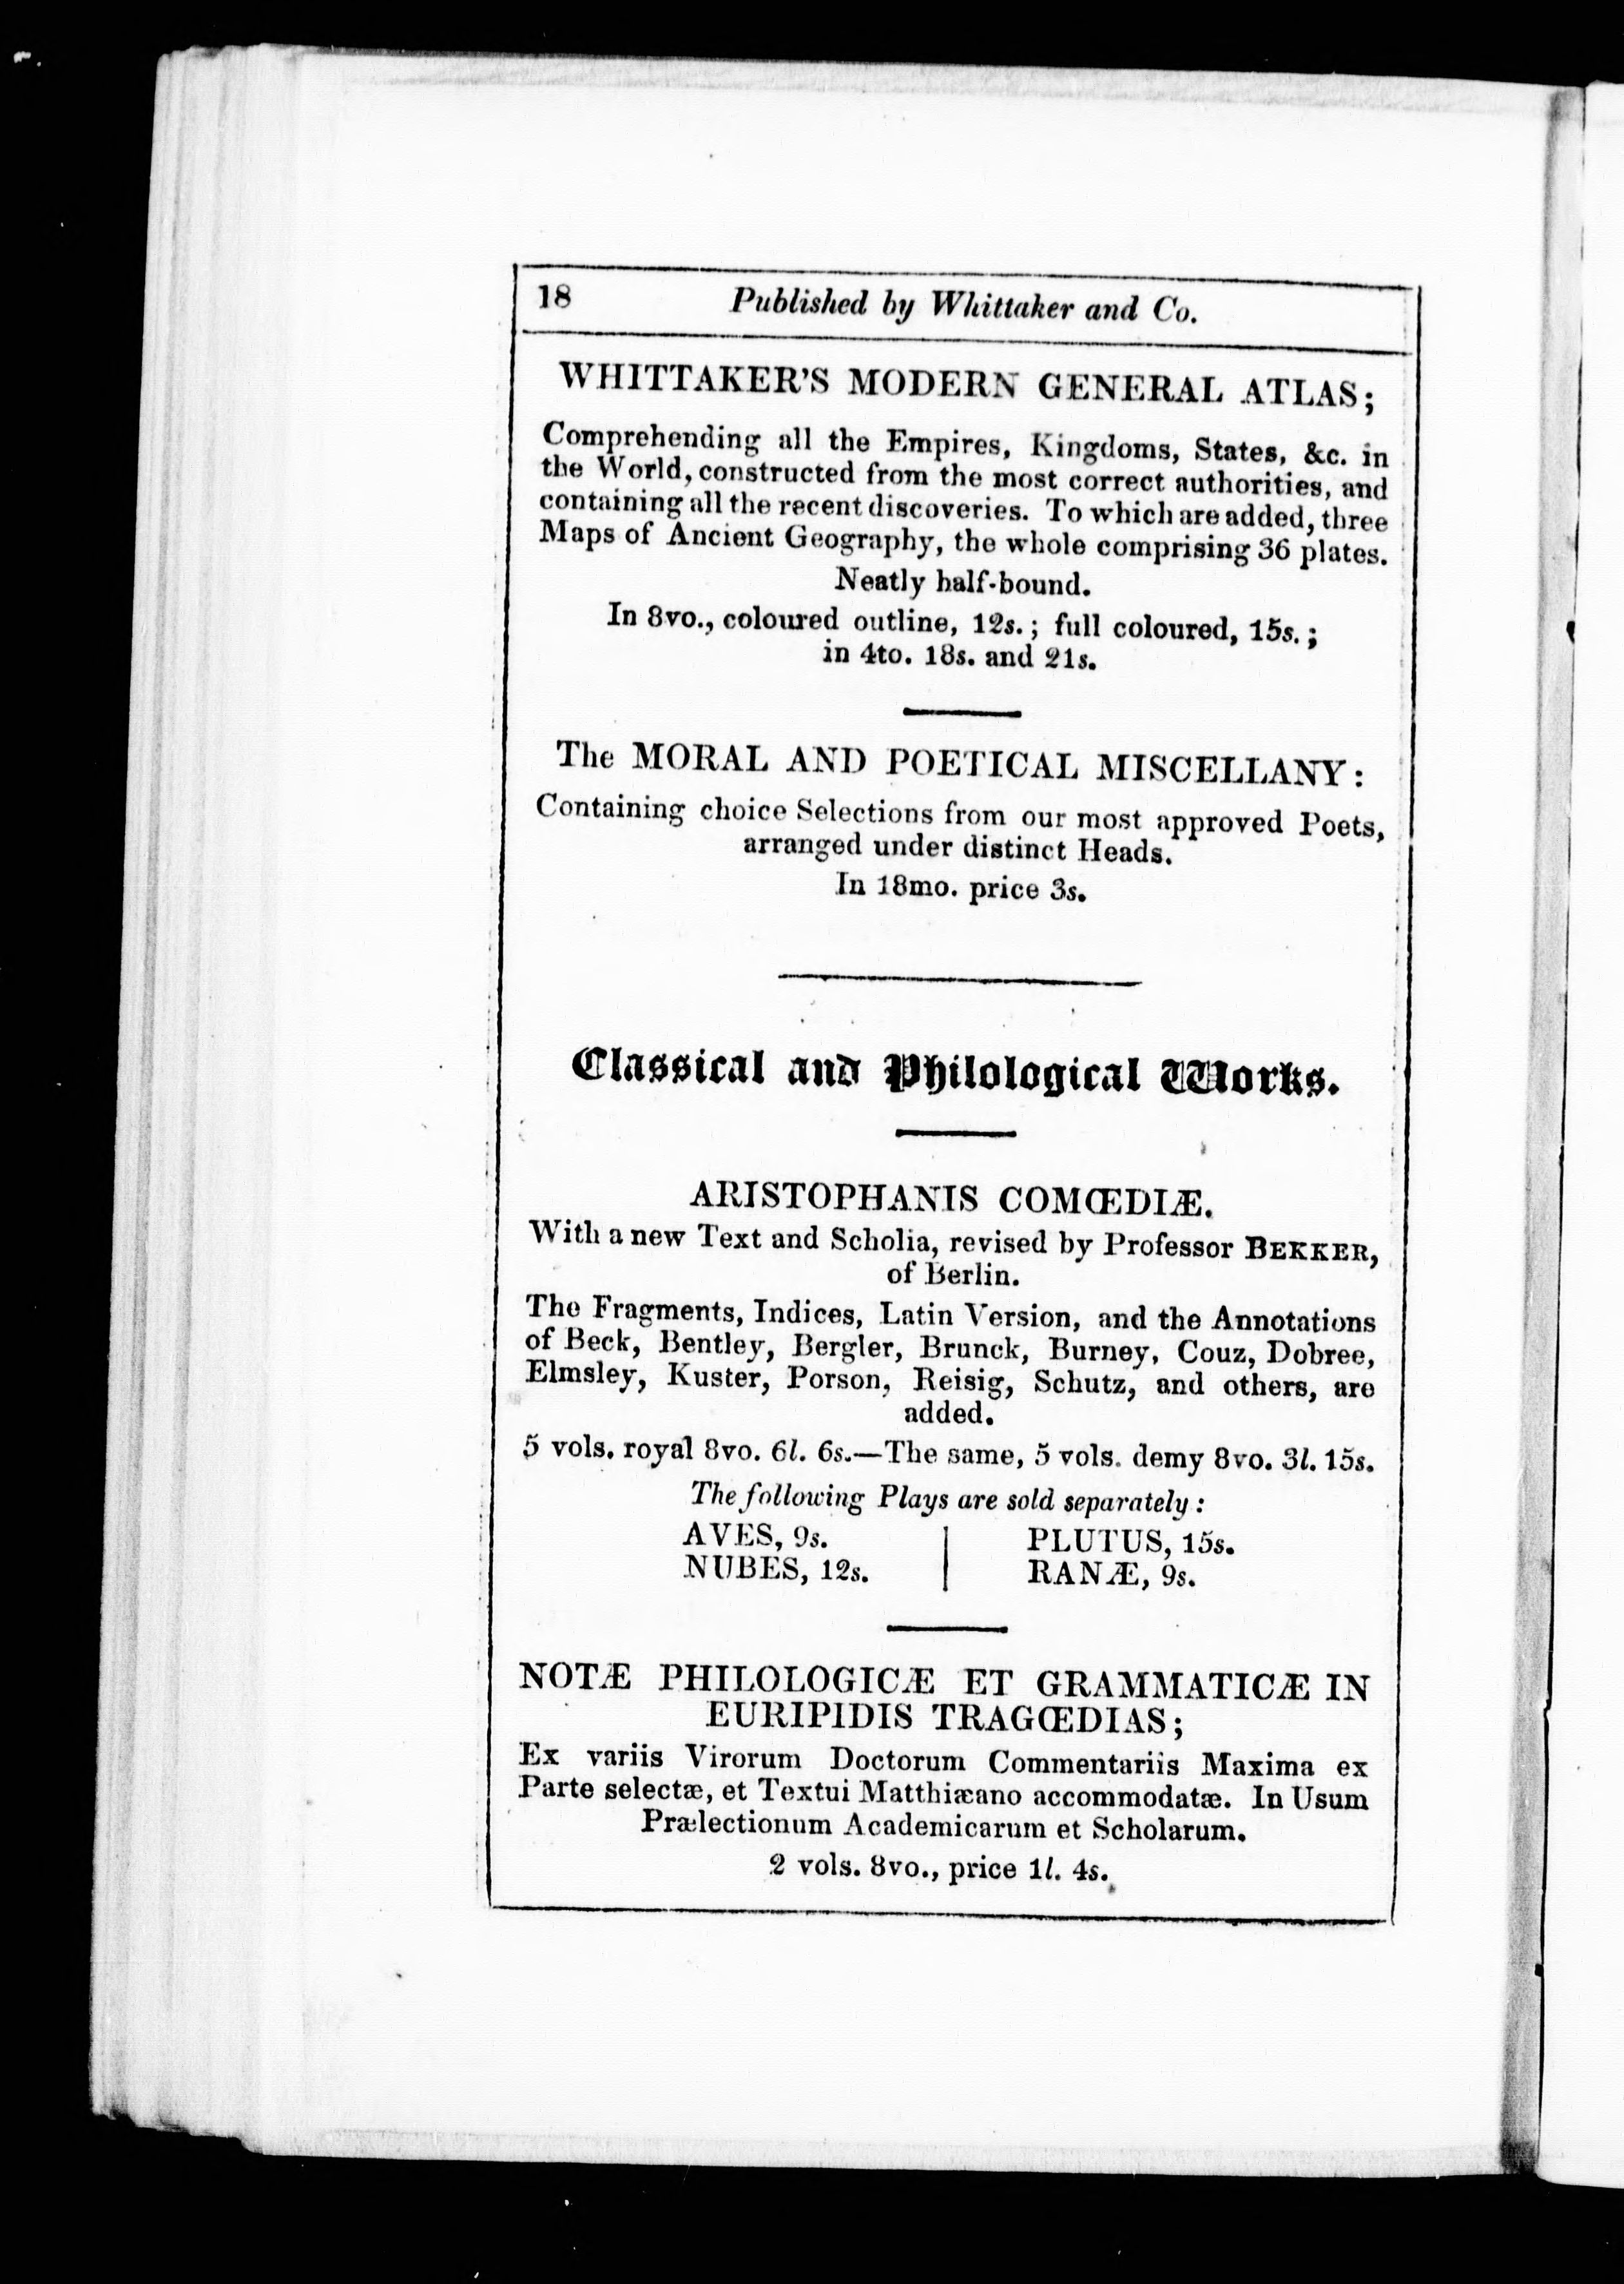 18 Published by Whittaker and Co.
WHITTAKER'S MODERN GENERAL ATLAS;
Comprehending all the Empires, Kingdoms, States, &c. in
the World, constructed from the most correct authorities, and
containing all the recent discoveries. To which are added, three
Maps of Ancient Geography, the whole comprising 36 plates.
Neatly half-bound.
In 8vo., coloured outline, 12s.; full coloured, 15s.;
in 4to. 18s. and 21s.
The MORAL AND POETICAL MISCELLANY:
Containing choice Selections from our most approved Poets,
arranged under distinct Heads.
In 18mo. price 3s.
Classical and Philological Works.
ARISTOPHANIS COMŒDIÆ.
With a new Text and Scholia, revised by Professor BEKKER,
of Berlin.
The Fragments, Indices, Latin Version, and the Annotations
of Beck, Bentley, Bergler, Brunck, Burney, Couz, Dobree,
Elmsley, Kuster, Porson, Reisig, Schutz, and others, are
added.
5 vols. royal 8vo. 6l. 6s.—The same, 5 vols. demy 8vo. 3l. 15s.
The following Plays are sold separately:
AVES, 9s. PLUTUS, 15s.
NUBES, 12s. RANÆ, 9s.
NOTÆ PHILOLOGICÆ ET GRAMMATICÆ IN
EURIPIDIS TRAGŒDIAS;
Ex variis Virorum Doctorum Commentariis Maxima ex
Parte selectæ, et Textui Matthiæano accommodatæ. In Usum
Prælectionum Academicarum et Scholarum.
2 vols. 8vo., price 1l. 4s.